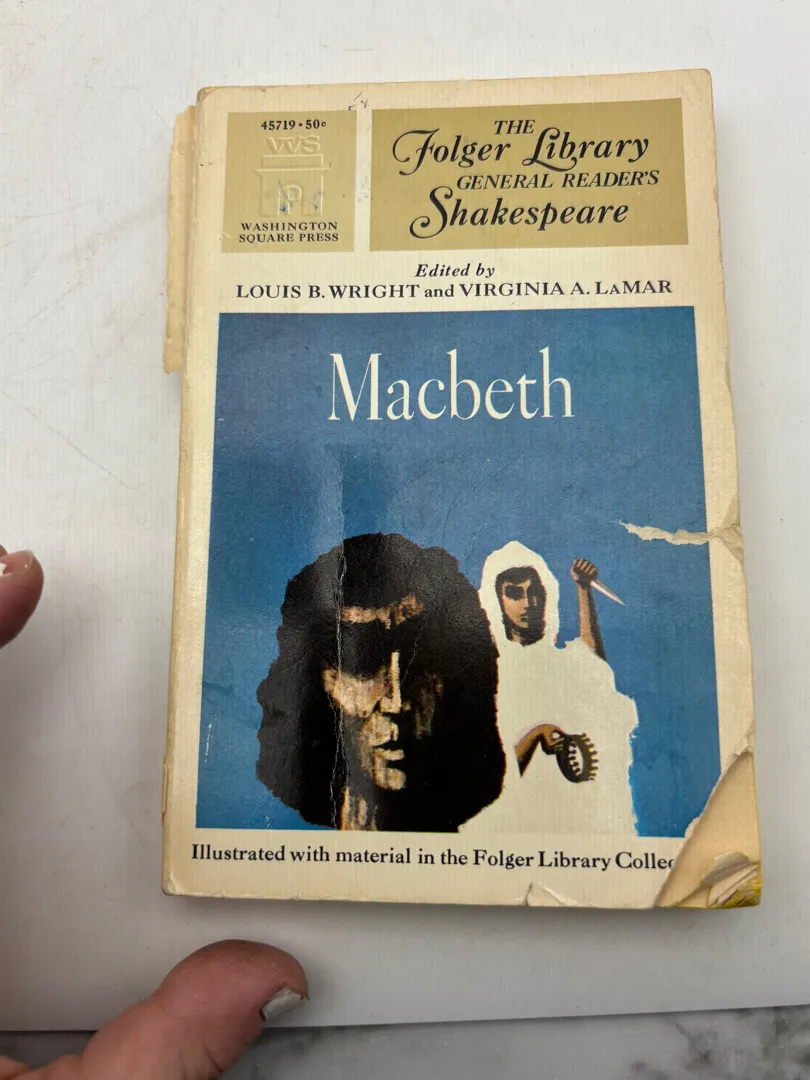 45719 • 50¢
WS
WASHINGTON
SQUARE PRESS
THE
Folger Library
GENERAL READER'S
Shakespeare
Edited by
LOUIS B. WRIGHT and VIRGINIA A. LAMAR
Macbeth
Illustrated with material in the Folger Library Collec